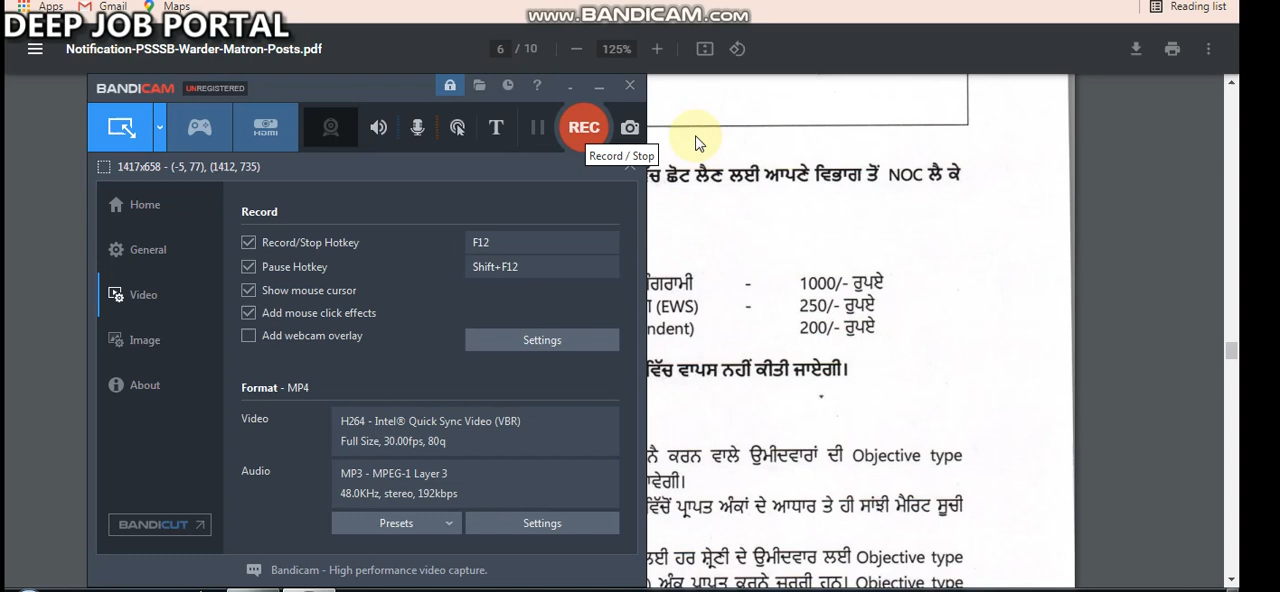 Apps Gmail Maps Reading list
www.BANDICAM.com
DEEP JOB PORTAL
Notification-PSSSB-Warder-Matron-Posts.pdf 6 / 10 125%
BANDICAM UNREGISTERED
HDMI T REC
Record / Stop
1417x658 - (-5, 77), (1412, 735)
Home
General
Video
Image
About
BANDICUT
Record
Record/Stop Hotkey F12
Pause Hotkey Shift+F12
Show mouse cursor
Add mouse click effects
Add webcam overlay Settings
Format - MP4
Video H264 - Intel® Quick Sync Video (VBR)
Full Size, 30.00fps, 80q
Audio MP3 - MPEG-1 Layer 3
48.0KHz, stereo, 192kbps
Presets Settings
Bandicam - High performance video capture.
ਛੋਟ ਲੈਣ ਲਈ ਆਪਣੇ ਵਿਭਾਗ ਤੋਂ NOC ਲੈ ਕੇ
- 1000/- ਰੁਪਏ
(EWS) - 250/- ਰੁਪਏ
ndent) 200/- ਰੁਪਏ
ਵਿੱਚ ਵਾਪਸ ਨਹੀਂ ਕੀਤੀ ਜਾਏਗੀ।
ਕਰਨ ਵਾਲੇ ਉਮੀਦਵਾਰਾਂ ਦੀ Objective type
ਵੇਗੀ।
ਵਿੱਚੋਂ ਪ੍ਰਾਪਤ ਅੰਕਾਂ ਦੇ ਆਧਾਰ ਤੇ ਹੀ ਸਾਂਝੀ ਮੈਰਿਟ ਸੂਚੀ
ਲਈ ਹਰ ਸ਼੍ਰੇਣੀ ਦੇ ਉਮੀਦਵਾਰ ਲਈ Objective type
ਅੰਕ ਪ੍ਰਾਪਤ ਕਰਨੇ ਜ਼ਰੂਰੀ ਹਨ। Objective type